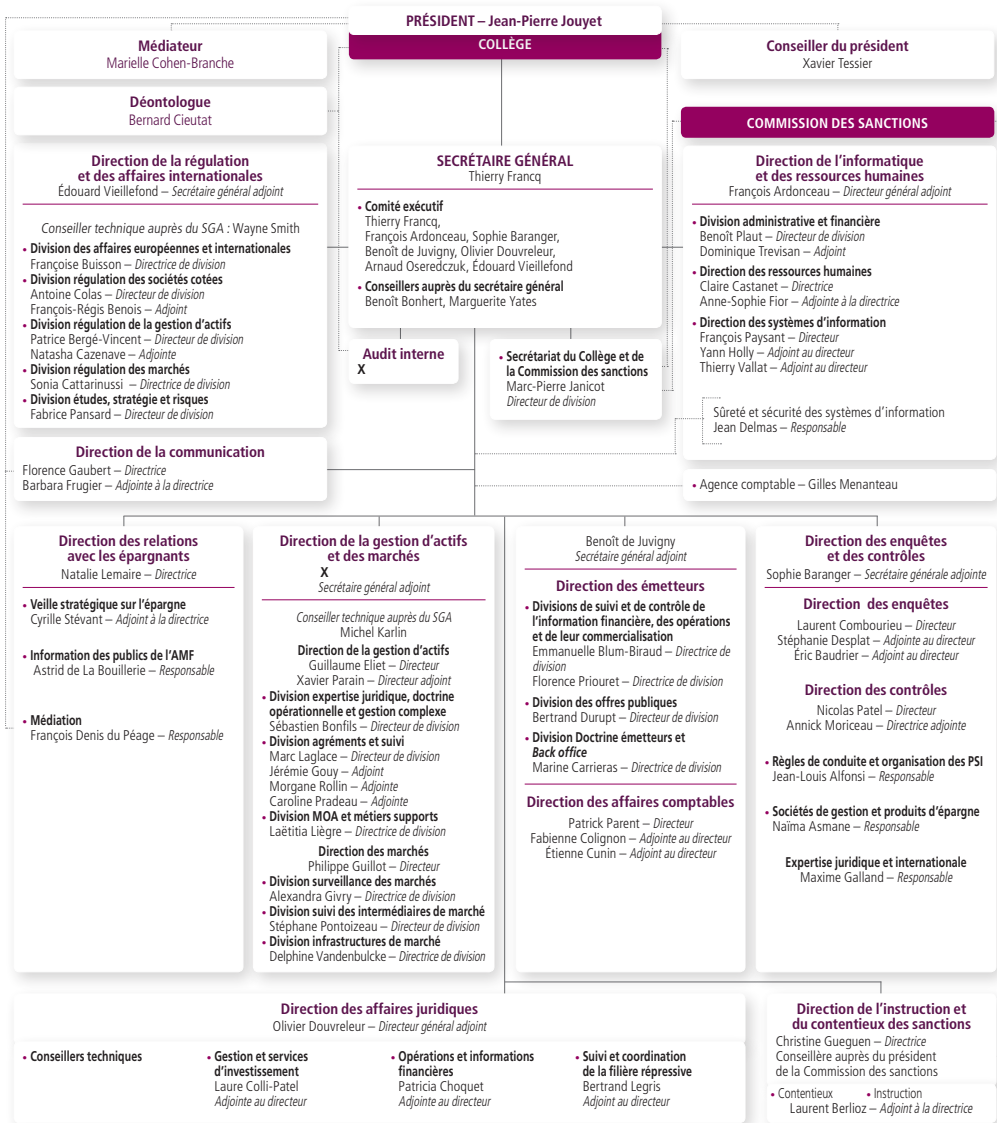 PRÉSIDENT – Jean-Pierre Jouyet
COLLÈGE
Médiateur
Marielle Cohen-Branche
Conseiller du président
Xavier Tessier
Déontologue
Bernard Cieutat
COMMISSION DES SANCTIONS
Direction de la régulation
et des affaires internationales
Édouard Vieillefond – Secrétaire général adjoint
Conseiller technique auprès du SGA : Wayne Smith
• Division des affaires européennes et internationales
Françoise Buisson – Directrice de division
• Division régulation des sociétés cotées
Antoine Colas – Directeur de division
François-Régis Benois – Adjoint
• Division régulation de la gestion d'actifs
Patrice Bergé-Vincent – Directeur de division
Natasha Cazenave – Adjointe
• Division régulation des marchés
Sonia Cattarinussi – Directrice de division
• Division études, stratégie et risques
Fabrice Pansard – Directeur de division
SECRÉTAIRE GÉNÉRAL
Thierry Francq
• Comité exécutif
Thierry Francq,
François Ardonceau, Sophie Baranger,
Benoît de Juvigny, Olivier Douvreleur,
Arnaud Oseredczuk, Édouard Vieillefond
• Conseillers auprès du secrétaire général
Benoît Bonhert, Marguerite Yates
Audit interne
X
• Secrétariat du Collège et de
la Commission des sanctions
Marc-Pierre Janicot
Directeur de division
Direction de l'informatique
et des ressources humaines
François Ardonceau – Directeur général adjoint
• Division administrative et financière
Benoît Plaut – Directeur de division
Dominique Trevisan – Adjoint
• Direction des ressources humaines
Claire Castanet – Directrice
Anne-Sophie Fior – Adjointe à la directrice
• Direction des systèmes d'information
François Paysant – Directeur
Yann Holly – Adjoint au directeur
Thierry Vallat – Adjoint au directeur
Sûreté et sécurité des systèmes d'information
Jean Delmas – Responsable
Direction de la communication
Florence Gaubert – Directrice
Barbara Frugier – Adjointe à la directrice
• Agence comptable – Gilles Menanteau
Direction des relations
avec les épargnants
Natalie Lemaire – Directrice
• Veille stratégique sur l'épargne
Cyrille Stévant – Adjoint à la directrice
• Information des publics de l'AMF
Astrid de La Bouillerie – Responsable
• Médiation
François Denis du Péage – Responsable
Direction de la gestion d'actifs
et des marchés
X
Secrétaire général adjoint
Conseiller technique auprès du SGA
Michel Karlin
Direction de la gestion d'actifs
Guillaume Eliet – Directeur
Xavier Parain – Directeur adjoint
• Division expertise juridique, doctrine
opérationnelle et gestion complexe
Sébastien Bonfils – Directeur de division
• Division agréments et suivi
Marc Laglace – Directeur de division
Jérémie Gouy – Adjoint
Morgane Rollin – Adjointe
Caroline Pradeau – Adjointe
• Division MOA et métiers supports
Laëtitia Liègre – Directrice de division
Direction des marchés
Philippe Guillot – Directeur
• Division surveillance des marchés
Alexandra Givry – Directrice de division
• Division suivi des intermédiaires de marché
Stéphane Pontoizeau – Directeur de division
• Division infrastructures de marché
Delphine Vandenbulcke – Directrice de division
Benoît de Juvigny
Secrétaire général adjoint
Direction des émetteurs
• Divisions de suivi et de contrôle de
l'information financière, des opérations
et de leur commercialisation
Emmanuelle Blum-Biraud – Directrice de
division
Florence Priouret – Directrice de division
• Division des offres publiques
Bertrand Durupt – Directeur de division
• Division Doctrine émetteurs et
Back office
Marine Carrieras – Directrice de division
Direction des affaires comptables
Patrick Parent – Directeur
Fabienne Colignon – Adjointe au directeur
Étienne Cunin – Adjoint au directeur
Direction des enquêtes
et des contrôles
Sophie Baranger – Secrétaire générale adjointe
Direction des enquêtes
Laurent Combourieu – Directeur
Stéphanie Desplat – Adjointe au directeur
Éric Baudrier – Adjoint au directeur
Direction des contrôles
Nicolas Patel – Directeur
Annick Moriceau – Directrice adjointe
• Règles de conduite et organisation des PSI
Jean-Louis Alfonsi – Responsable
• Sociétés de gestion et produits d'épargne
Naïma Asmane – Responsable
Expertise juridique et internationale
Maxime Galland – Responsable
Direction des affaires juridiques
Olivier Douvreleur – Directeur général adjoint
• Conseillers techniques
• Gestion et services
d'investissement
Laure Colli-Patel
Adjointe au directeur
• Opérations et informations
financières
Patricia Choquet
Adjointe au directeur
• Suivi et coordination
de la filière répressive
Bertrand Legris
Adjoint au directeur
Direction de l'instruction et
du contentieux des sanctions
Christine Gueguen – Directrice
Conseillère auprès du président
de la Commission des sanctions
• Contentieux • Instruction
Laurent Berlioz – Adjoint à la directrice